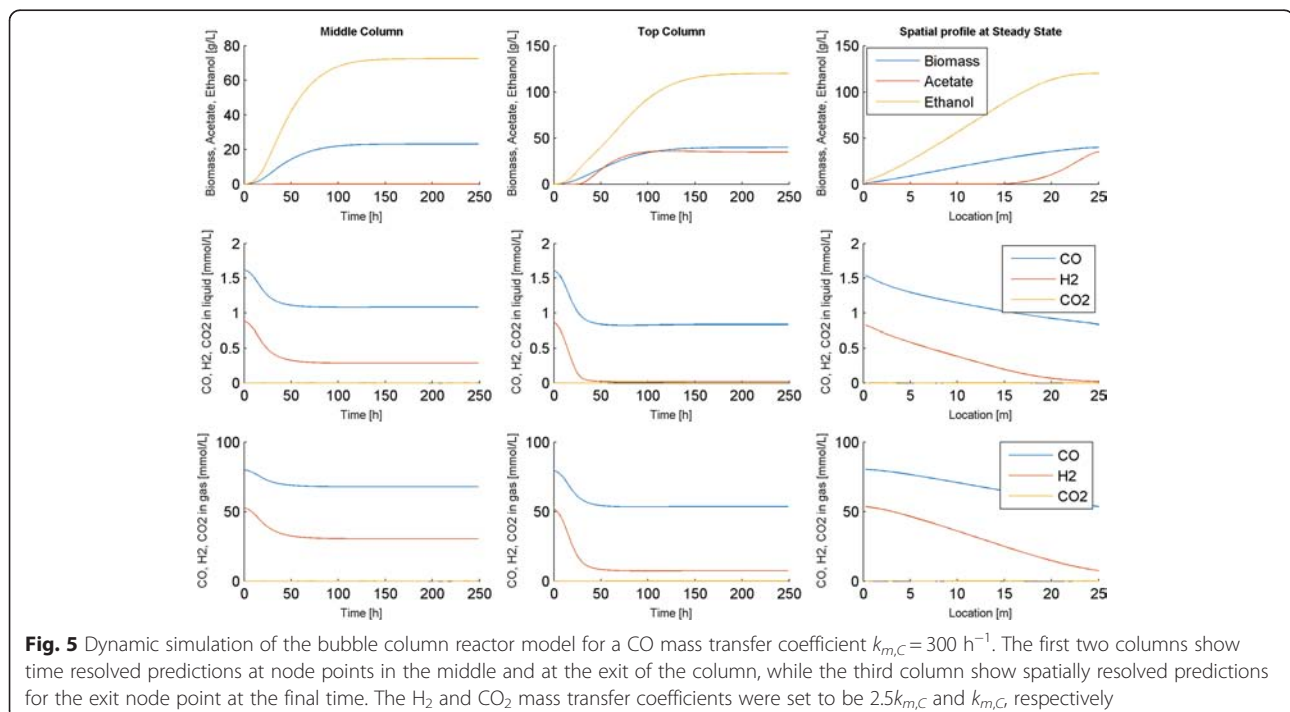 Middle Column
Top Column
Spatial profile at Steady State
Biomass, Acetate, Ethanol [g/L]
80
60
40
20
0
0 50 100 150 200 250
Time [h]
Biomass, Acetate, Ethanol [g/L]
150
100
50
0
0 50 100 150 200 250
Time [h]
Biomass, Acetate, Ethanol [g/L]
150
100
50
0
0 5 10 15 20 25
Location [m]
Biomass
Acetate
Ethanol
CO, H2, CO2 in liquid [mmol/L]
2
1.5
1
0.5
0
0 50 100 150 200 250
Time [h]
CO, H2, CO2 in liquid [mmol/L]
2
1.5
1
0.5
0
0 50 100 150 200 250
Time [h]
CO, H2, CO2 in liquid [mmol/L]
2
1.5
1
0.5
0
0 5 10 15 20 25
Location [m]
CO
H2
CO2
CO, H2, CO2 in gas [mmol/L]
100
50
0
0 50 100 150 200 250
Time [h]
CO, H2, CO2 in gas [mmol/L]
100
50
0
0 50 100 150 200 250
Time [h]
CO, H2, CO2 in gas [mmol/L]
100
50
0
0 5 10 15 20 25
Location [m]
CO
H2
CO2
Fig. 5 Dynamic simulation of the bubble column reactor model for a CO mass transfer coefficient k_{m,C} = 300 h⁻¹. The first two columns show
time resolved predictions at node points in the middle and at the exit of the column, while the third column show spatially resolved predictions
for the exit node point at the final time. The H₂ and CO₂ mass transfer coefficients were set to be 2.5k_{m,C} and k_{m,C}, respectively